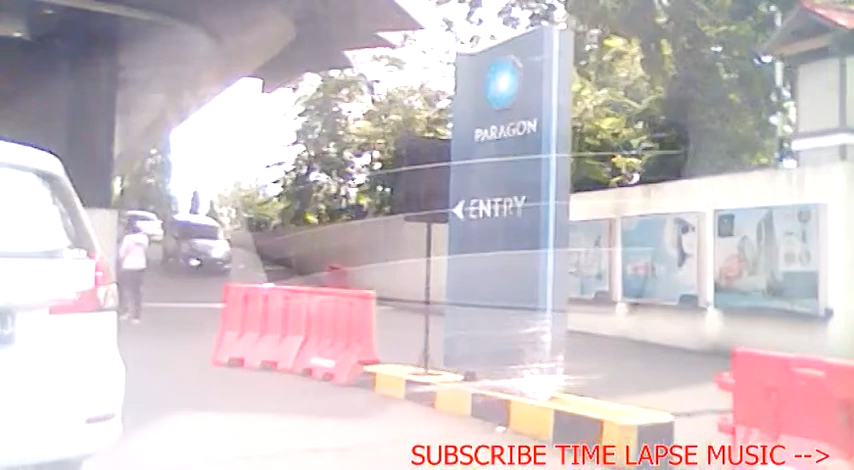 PARAGON
ENTRY
SUBSCRIBE TIME LAPSE MUSIC -->